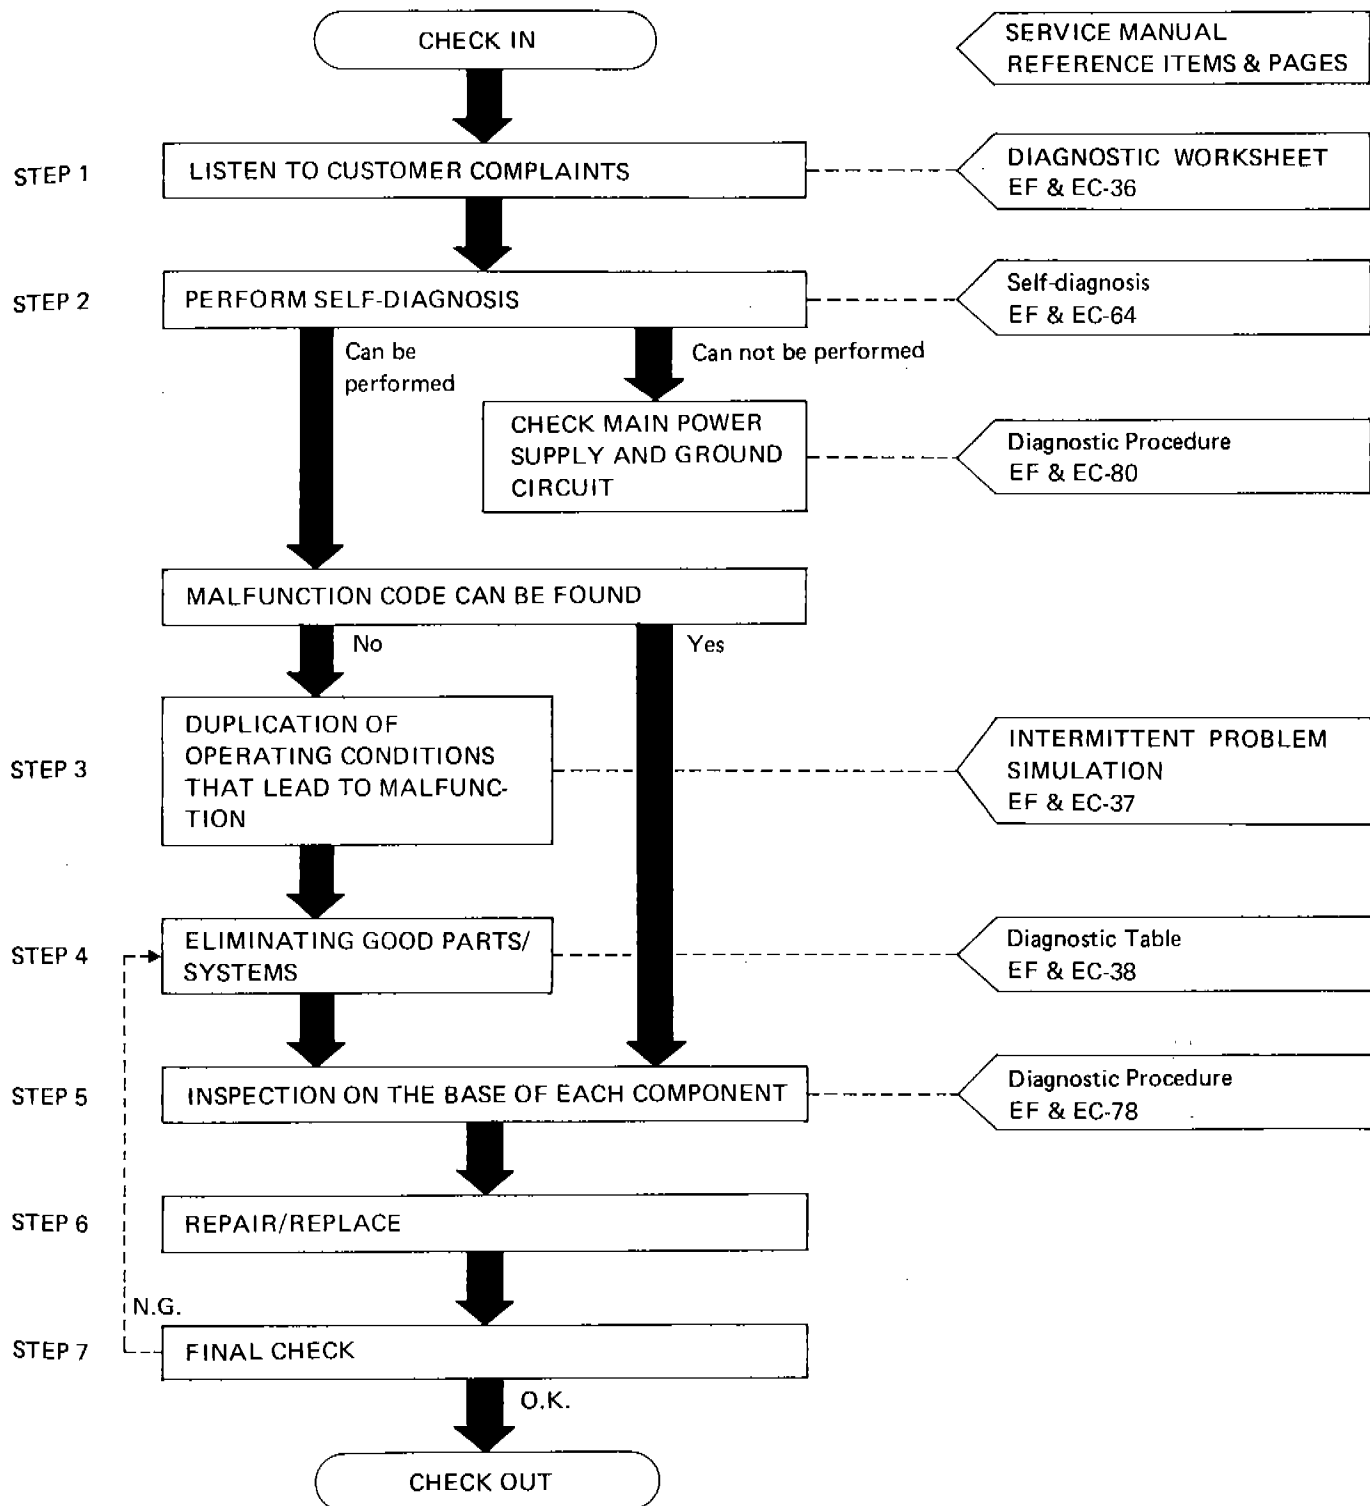 CHECK IN
SERVICE MANUAL
REFERENCE ITEMS & PAGES
STEP 1
LISTEN TO CUSTOMER COMPLAINTS
DIAGNOSTIC WORKSHEET
EF & EC-36
STEP 2
PERFORM SELF-DIAGNOSIS
Self-diagnosis
EF & EC-64
Can be
performed
Can not be performed
CHECK MAIN POWER
SUPPLY AND GROUND
CIRCUIT
Diagnostic Procedure
EF & EC-80
MALFUNCTION CODE CAN BE FOUND
No
Yes
STEP 3
DUPLICATION OF
OPERATING CONDITIONS
THAT LEAD TO MALFUNC-
TION
INTERMITTENT PROBLEM
SIMULATION
EF & EC-37
STEP 4
ELIMINATING GOOD PARTS/
SYSTEMS
Diagnostic Table
EF & EC-38
STEP 5
INSPECTION ON THE BASE OF EACH COMPONENT
Diagnostic Procedure
EF & EC-78
STEP 6
REPAIR/REPLACE
N.G.
STEP 7
FINAL CHECK
O.K.
CHECK OUT